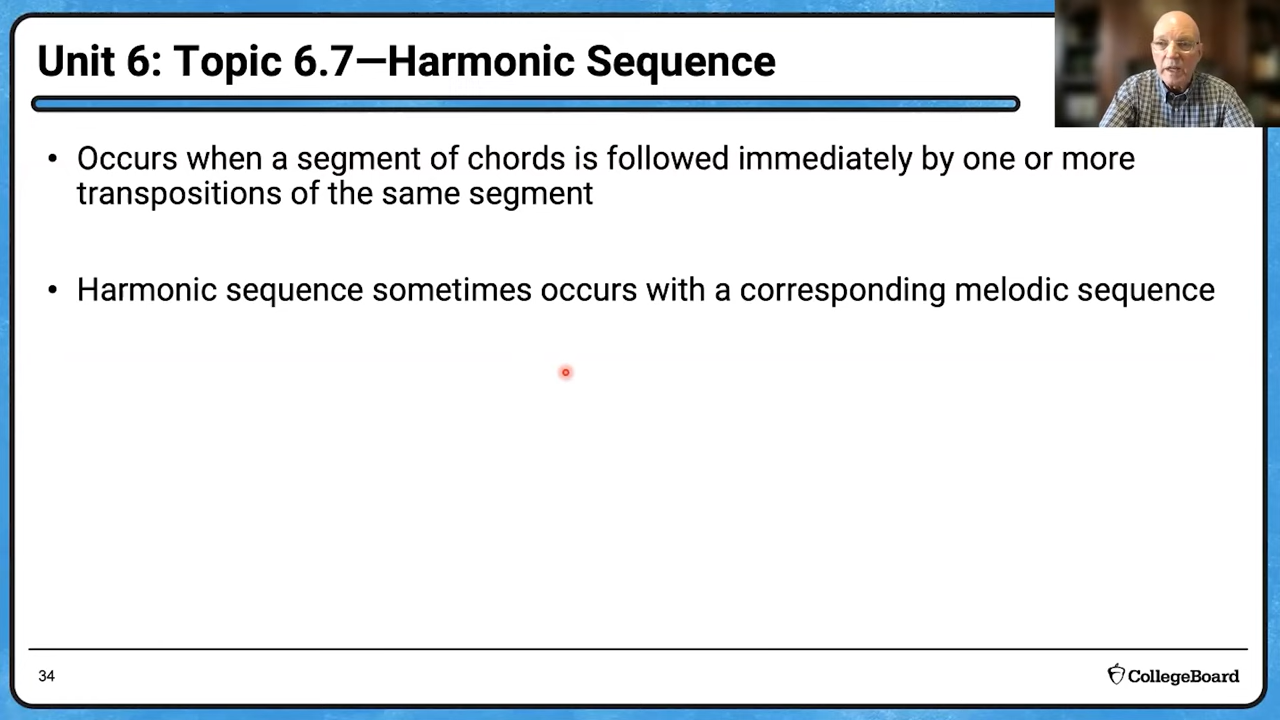 Unit 6: Topic 6.7—Harmonic Sequence
• Occurs when a segment of chords is followed immediately by one or more
transpositions of the same segment
• Harmonic sequence sometimes occurs with a corresponding melodic sequence
34
CollegeBoard